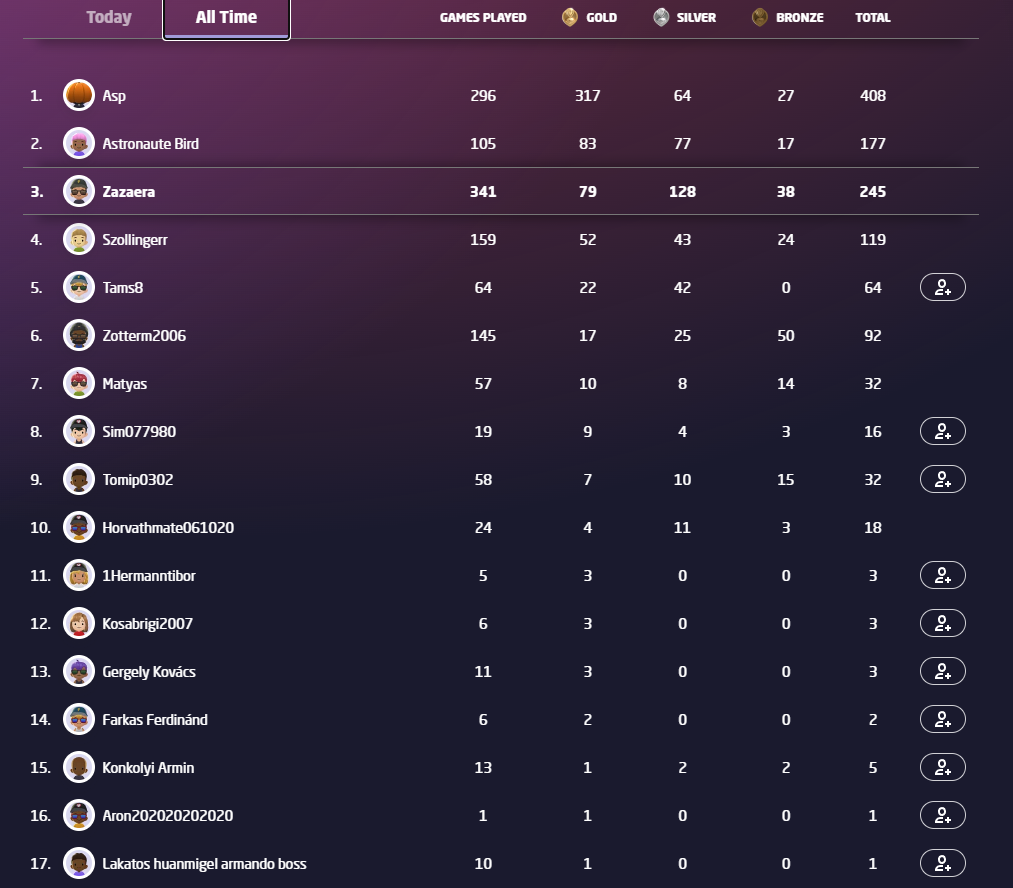 Today All Time GAMES PLAYED GOLD SILVER BRONZE TOTAL
1. Asp 296 317 64 27 408
2. Astronaute Bird 105 83 77 17 177
3. Zazaera 341 79 128 38 245
4. Szollingerr 159 52 43 24 119
5. Tams8 64 22 42 0 64
6. Zotterm2006 145 17 25 50 92
7. Matyas 57 10 8 14 32
8. Sim077980 19 9 4 3 16
9. Tomip0302 58 7 10 15 32
10. Horvathmate061020 24 4 11 3 18
11. 1Hermanntibor 5 3 0 0 3
12. Kosabrigi2007 6 3 0 0 3
13. Gergely Kovács 11 3 0 0 3
14. Farkas Ferdinánd 6 2 0 0 2
15. Konkolyi Armin 13 1 2 2 5
16. Aron202020202020 1 1 0 0 1
17. Lakatos huanmigel armando boss 10 1 0 0 1